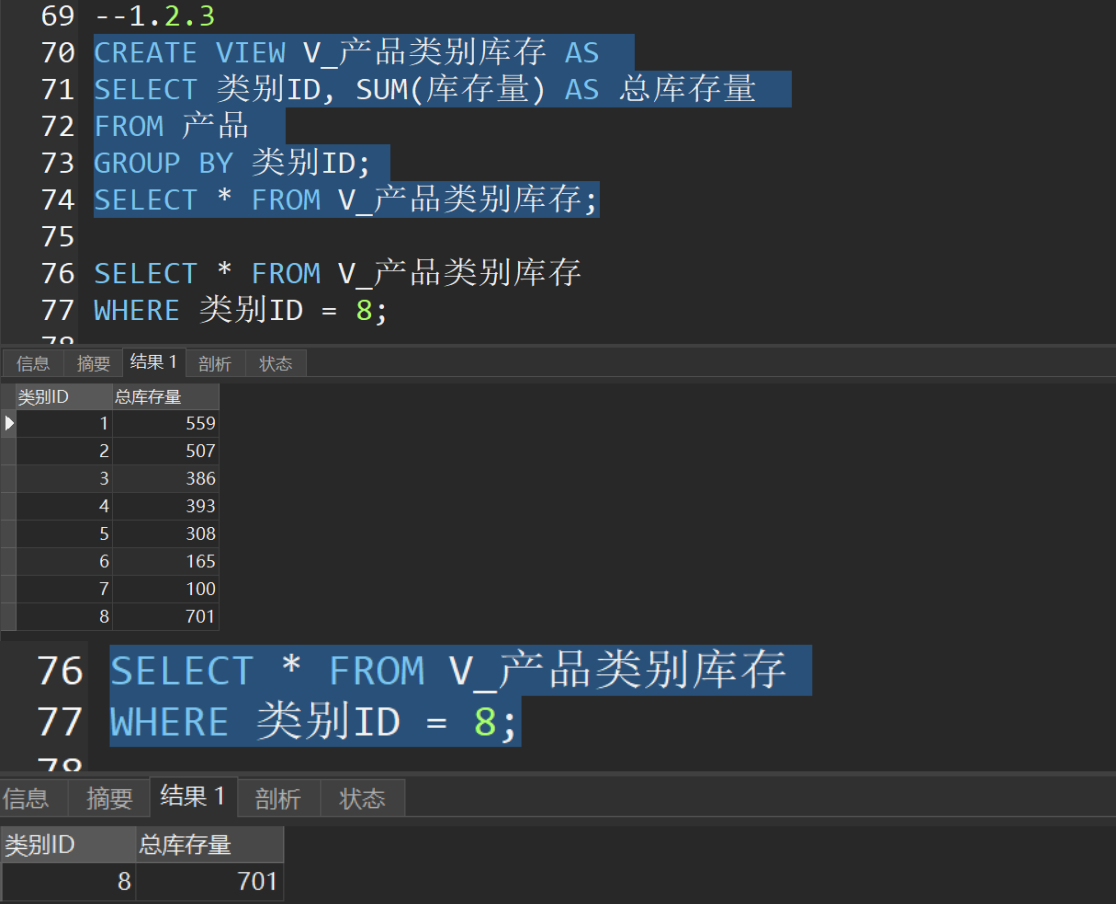 69 --1.2.3
70 CREATE VIEW V_产品类别库存 AS
71 SELECT 类别ID, SUM(库存量) AS 总库存量
72 FROM 产品
73 GROUP BY 类别ID;
74 SELECT * FROM V_产品类别库存;
75
76 SELECT * FROM V_产品类别库存
77 WHERE 类别ID = 8;
78
信息 摘要 结果 1 剖析 状态
类别ID 总库存量
1 559
2 507
3 386
4 393
5 308
6 165
7 100
8 701
76 SELECT * FROM V_产品类别库存
77 WHERE 类别ID = 8;
78
信息 摘要 结果 1 剖析 状态
类别ID 总库存量
8 701